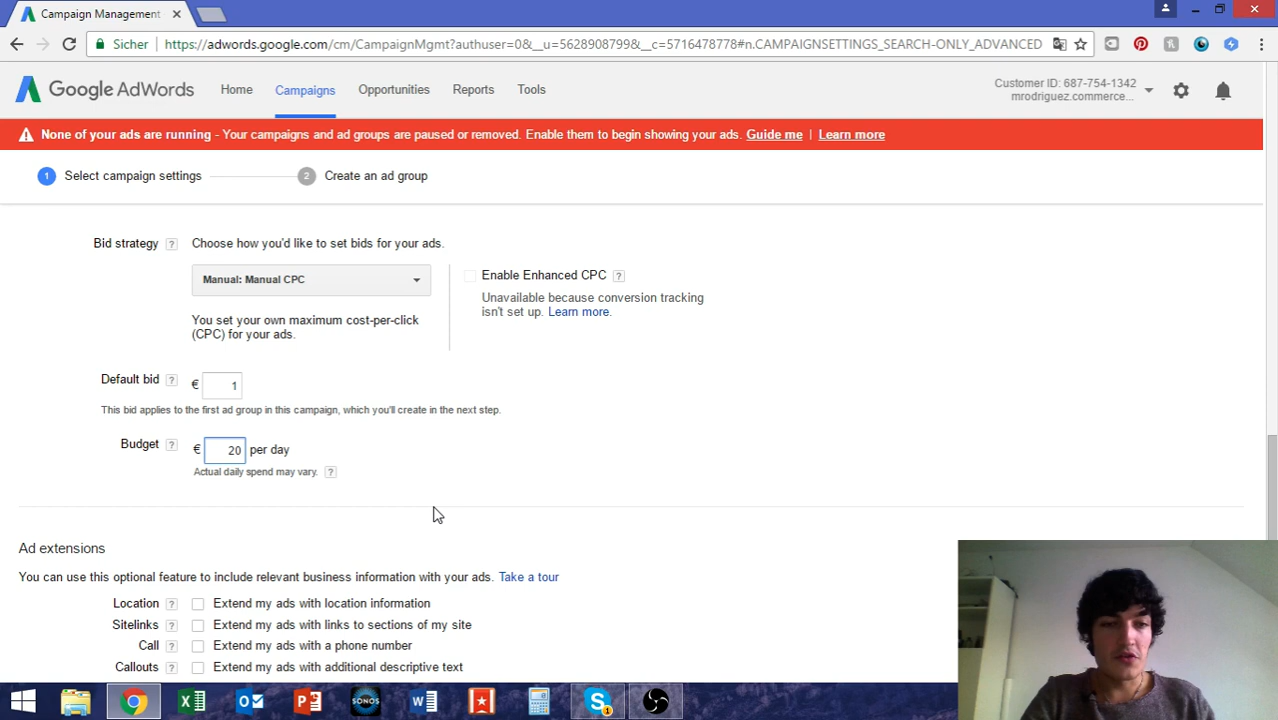 Campaign Management
Sicher https://adwords.google.com/cm/CampaignMgmt?authuser=0&__u=5628908799&__c=5716478778#n.CAMPAIGNSETTINGS_SEARCH-ONLY_ADVANCED
Google AdWords Home Campaigns Opportunities Reports Tools
Customer ID: 687-754-1342
mrodriguez.commerce...
None of your ads are running - Your campaigns and ad groups are paused or removed. Enable them to begin showing your ads. Guide me | Learn more
1 Select campaign settings 2 Create an ad group
Bid strategy ? Choose how you'd like to set bids for your ads.
Manual: Manual CPC
Enable Enhanced CPC ?
Unavailable because conversion tracking
isn't set up. Learn more.
You set your own maximum cost-per-click
(CPC) for your ads.
Default bid ? € 1
This bid applies to the first ad group in this campaign, which you'll create in the next step.
Budget ? € 20 per day
Actual daily spend may vary. ?
Ad extensions
You can use this optional feature to include relevant business information with your ads. Take a tour
Location ? Extend my ads with location information
Sitelinks ? Extend my ads with links to sections of my site
Call ? Extend my ads with a phone number
Callouts ? Extend my ads with additional descriptive text
SONOS